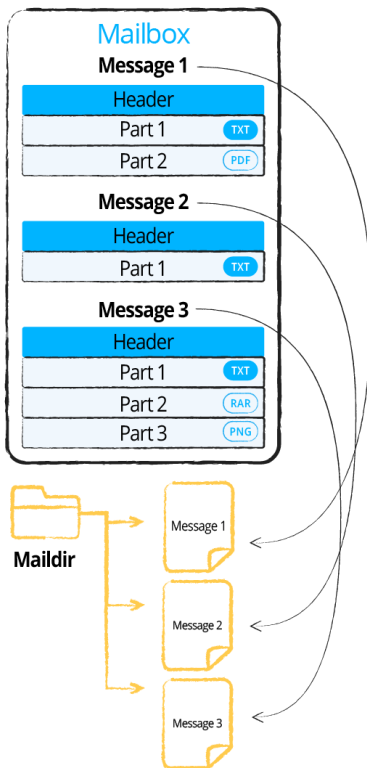 Mailbox
Message 1
Header
Part 1 TXT
Part 2 PDF
Message 2
Header
Part 1 TXT
Message 3
Header
Part 1 TXT
Part 2 RAR
Part 3 PNG
Maildir
Message 1
Message 2
Message 3